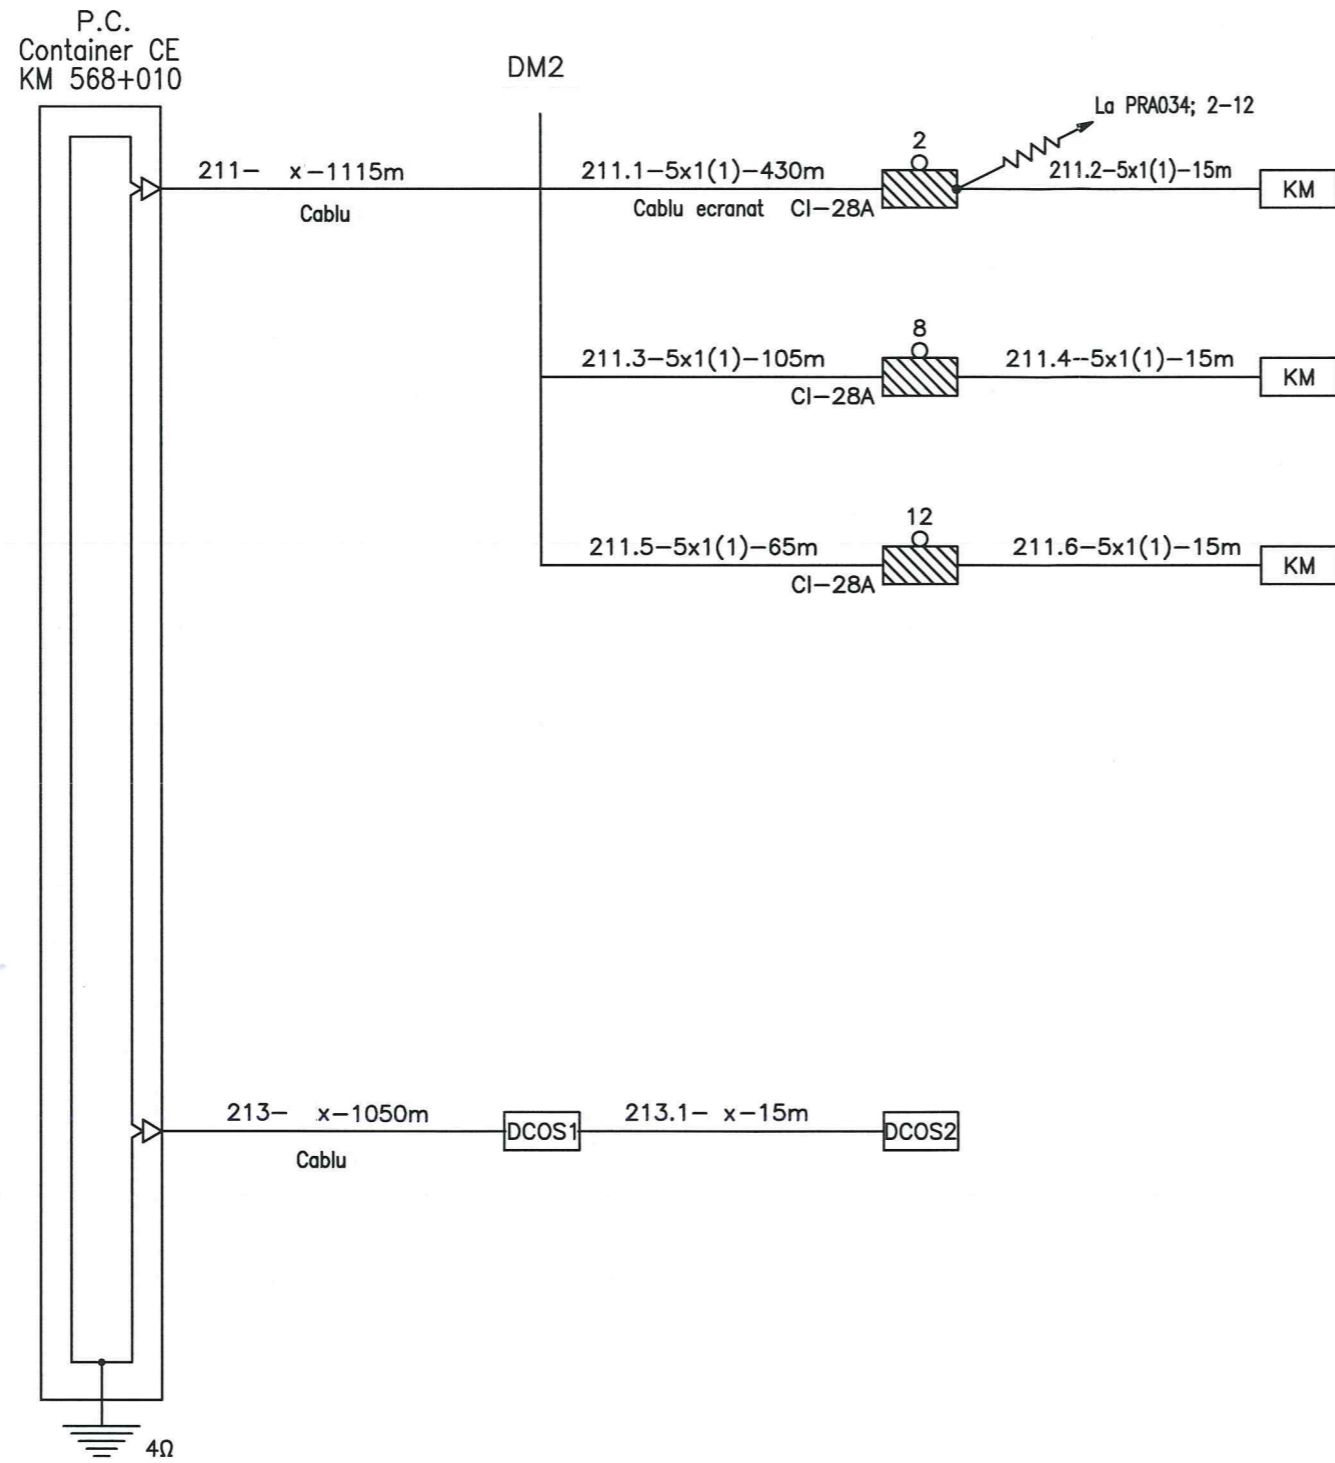 P.C.
Container CE
KM 568+010
DM2
La PRA034; 2-12
211- x-1115m
Cablu
211.1-5x1(1)-430m
Cablu ecranat CI-28A
2
211.2-5x1(1)-15m
KM
211.3-5x1(1)-105m
CI-28A
8
211.4--5x1(1)-15m
KM
211.5-5x1(1)-65m
CI-28A
12
211.6-5x1(1)-15m
KM
213- x-1050m
Cablu
DCOS1
213.1- x-15m
DCOS2
4Ω